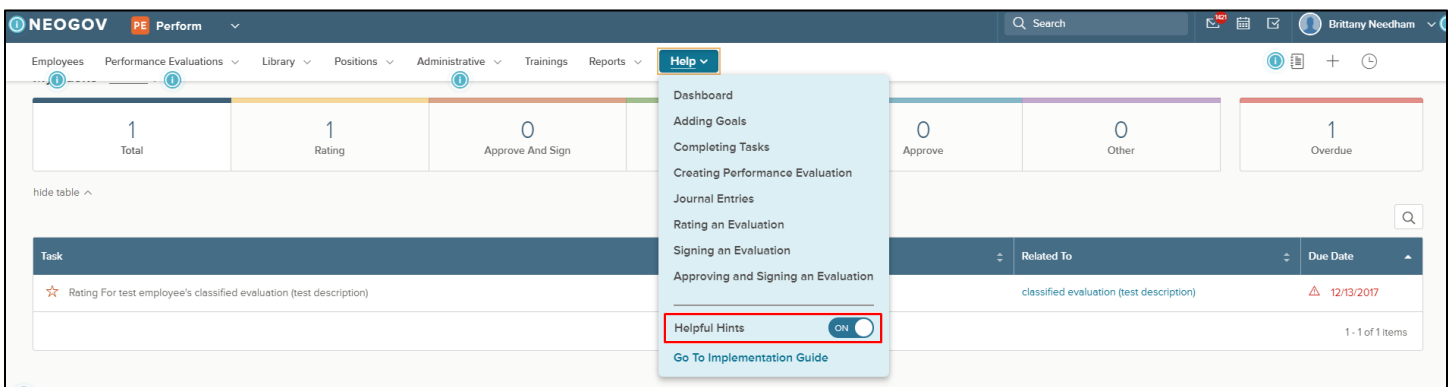 NEOGOV PE Perform Search 1421 Brittany Needham
Employees Performance Evaluations Library Positions Administrative Trainings Reports Help
Dashboard
Adding Goals
Completing Tasks
Creating Performance Evaluation
Journal Entries
Rating an Evaluation
Signing an Evaluation
Approving and Signing an Evaluation
Helpful Hints ON
Go To Implementation Guide
1 1 0 0 0 1
Total Rating Approve And Sign Approve Other Overdue
hide table
Task Related To Due Date
Rating For test employee's classified evaluation (test description) classified evaluation (test description) 12/13/2017
1 - 1 of 1 items